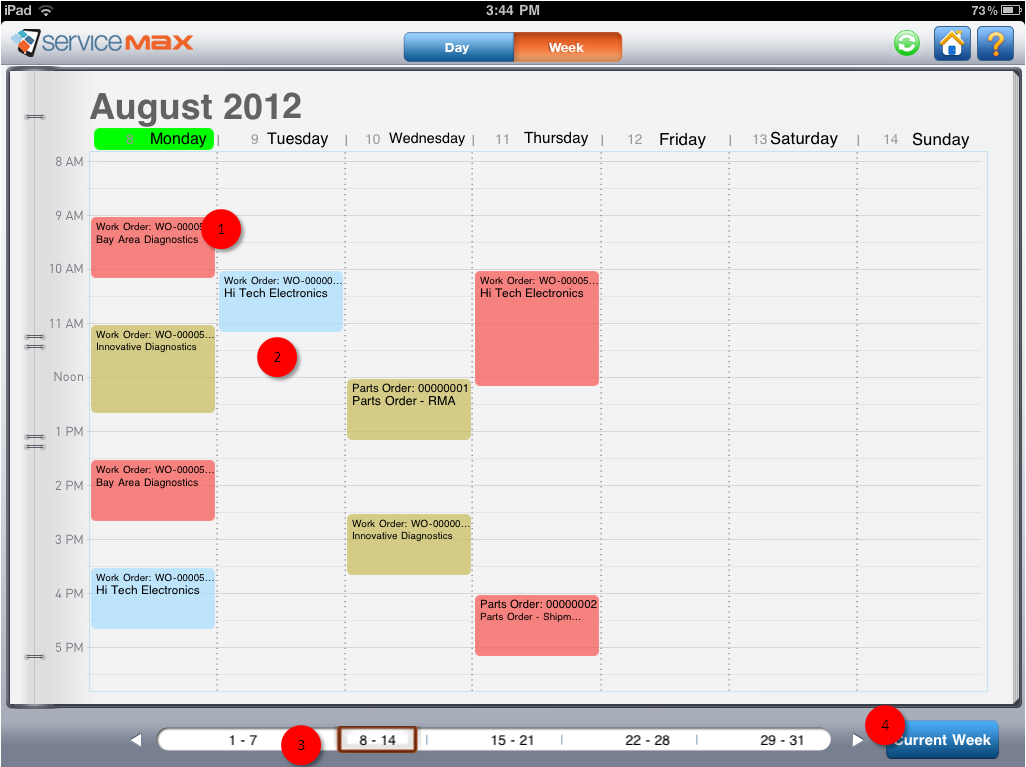 iPad 3:44 PM 73%
serviceMAX Day Week ?
August 2012
8 Monday 9 Tuesday 10 Wednesday 11 Thursday 12 Friday 13 Saturday 14 Sunday
8 AM
9 AM
Work Order: WO-00005 1
Bay Area Diagnostics
10 AM
Work Order: WO-00000... Work Order: WO-00005...
Hi Tech Electronics Hi Tech Electronics
11 AM
Work Order: WO-00005...
Innovative Diagnostics
2
Noon
Parts Order: 00000001
Parts Order - RMA
1 PM
Work Order: WO-00005...
Bay Area Diagnostics
2 PM
Work Order: WO-00000...
Innovative Diagnostics
3 PM
Work Order: WO-00005...
Hi Tech Electronics
4 PM
Parts Order: 00000002
Parts Order - Shipm...
5 PM
1 - 7 3 8 - 14 15 - 21 22 - 28 29 - 31 4 Current Week